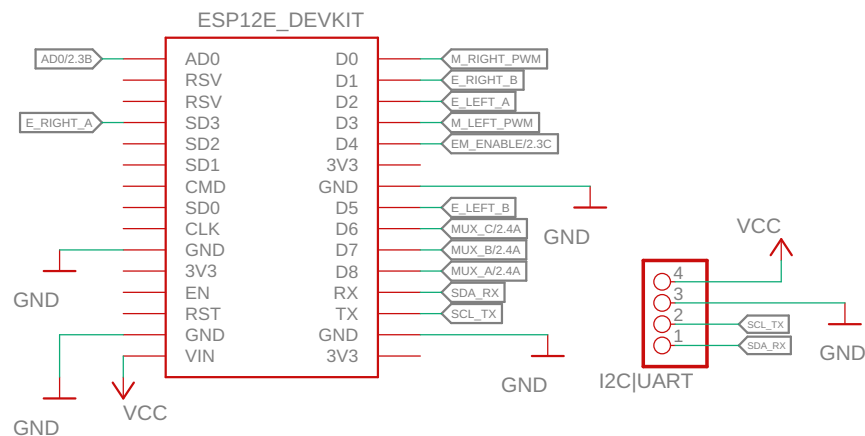 ESP12E_DEVKIT
AD0/2.3B AD0 D0 M_RIGHT_PWM
RSV D1 E_RIGHT_B
RSV D2 E_LEFT_A
E_RIGHT_A SD3 D3 M_LEFT_PWM
SD2 D4 EM_ENABLE/2.3C
SD1 3V3
CMD GND
SD0 D5 E_LEFT_B
CLK D6 MUX_C/2.4A
GND D7 MUX_B/2.4A
3V3 D8 MUX_A/2.4A
EN RX SDA_RX
RST TX SCL_TX
GND GND
VIN 3V3
GND
GND
VCC
GND
GND
VCC
4
3
2 SCL_TX
1 SDA_RX
GND
I2C|UART